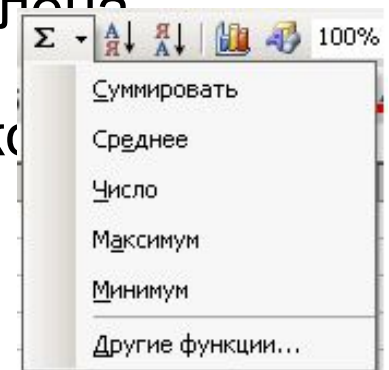 Σ А Я Я А 100%
Суммировать
Среднее
Число
Максимум
Минимум
Другие функции...